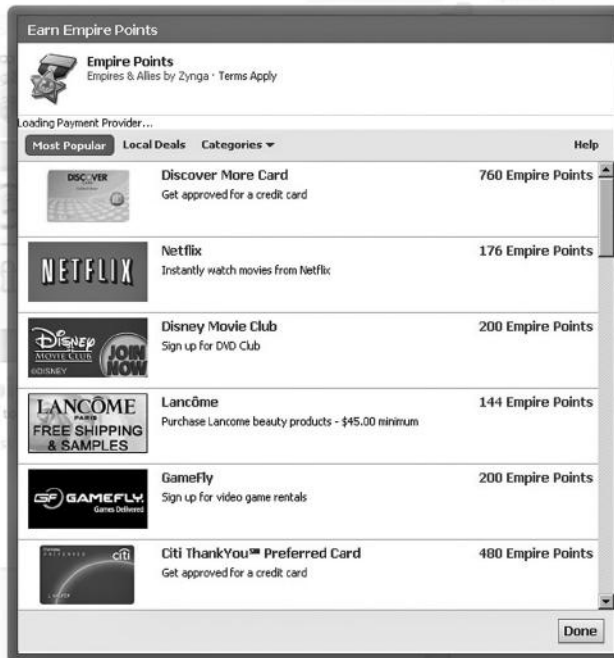 Earn Empire Points
Empire Points
Empires & Allies by Zynga · Terms Apply
Loading Payment Provider...
Most Popular Local Deals Categories ▼ Help
DISCOVER
Discover More Card 760 Empire Points
Get approved for a credit card
NETFLIX
Netflix 176 Empire Points
Instantly watch movies from Netflix
Disney
MOVIE CLUB
JOIN
NOW
©DISNEY
Disney Movie Club 200 Empire Points
Sign up for DVD Club
LANCÔME
PARIS
FREE SHIPPING
& SAMPLES
Lancôme 144 Empire Points
Purchase Lancome beauty products - $45.00 minimum
GF GAMEFLY.
Games Delivered
GameFly 200 Empire Points
Sign up for video game rentals
PREFERRED
citi
Citi ThankYou℠ Preferred Card 480 Empire Points
Get approved for a credit card
Done